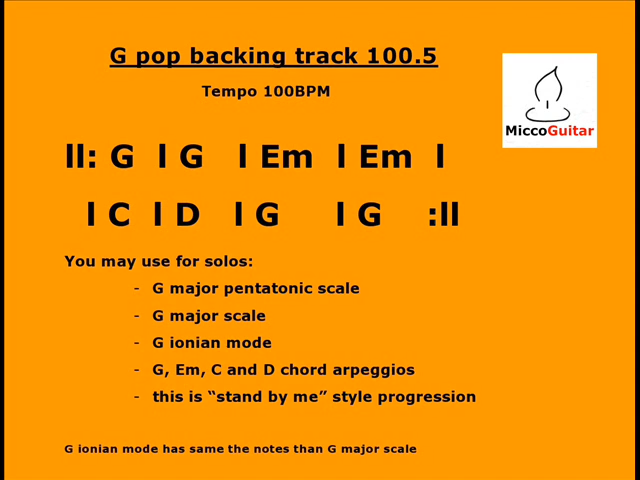 G pop backing track 100.5
Tempo 100BPM
MiccoGuitar
ll: G l G l Em l Em l
l C l D l G l G :ll
You may use for solos:
- G major pentatonic scale
- G major scale
- G ionian mode
- G, Em, C and D chord arpeggios
- this is “stand by me” style progression
G ionian mode has same the notes than G major scale